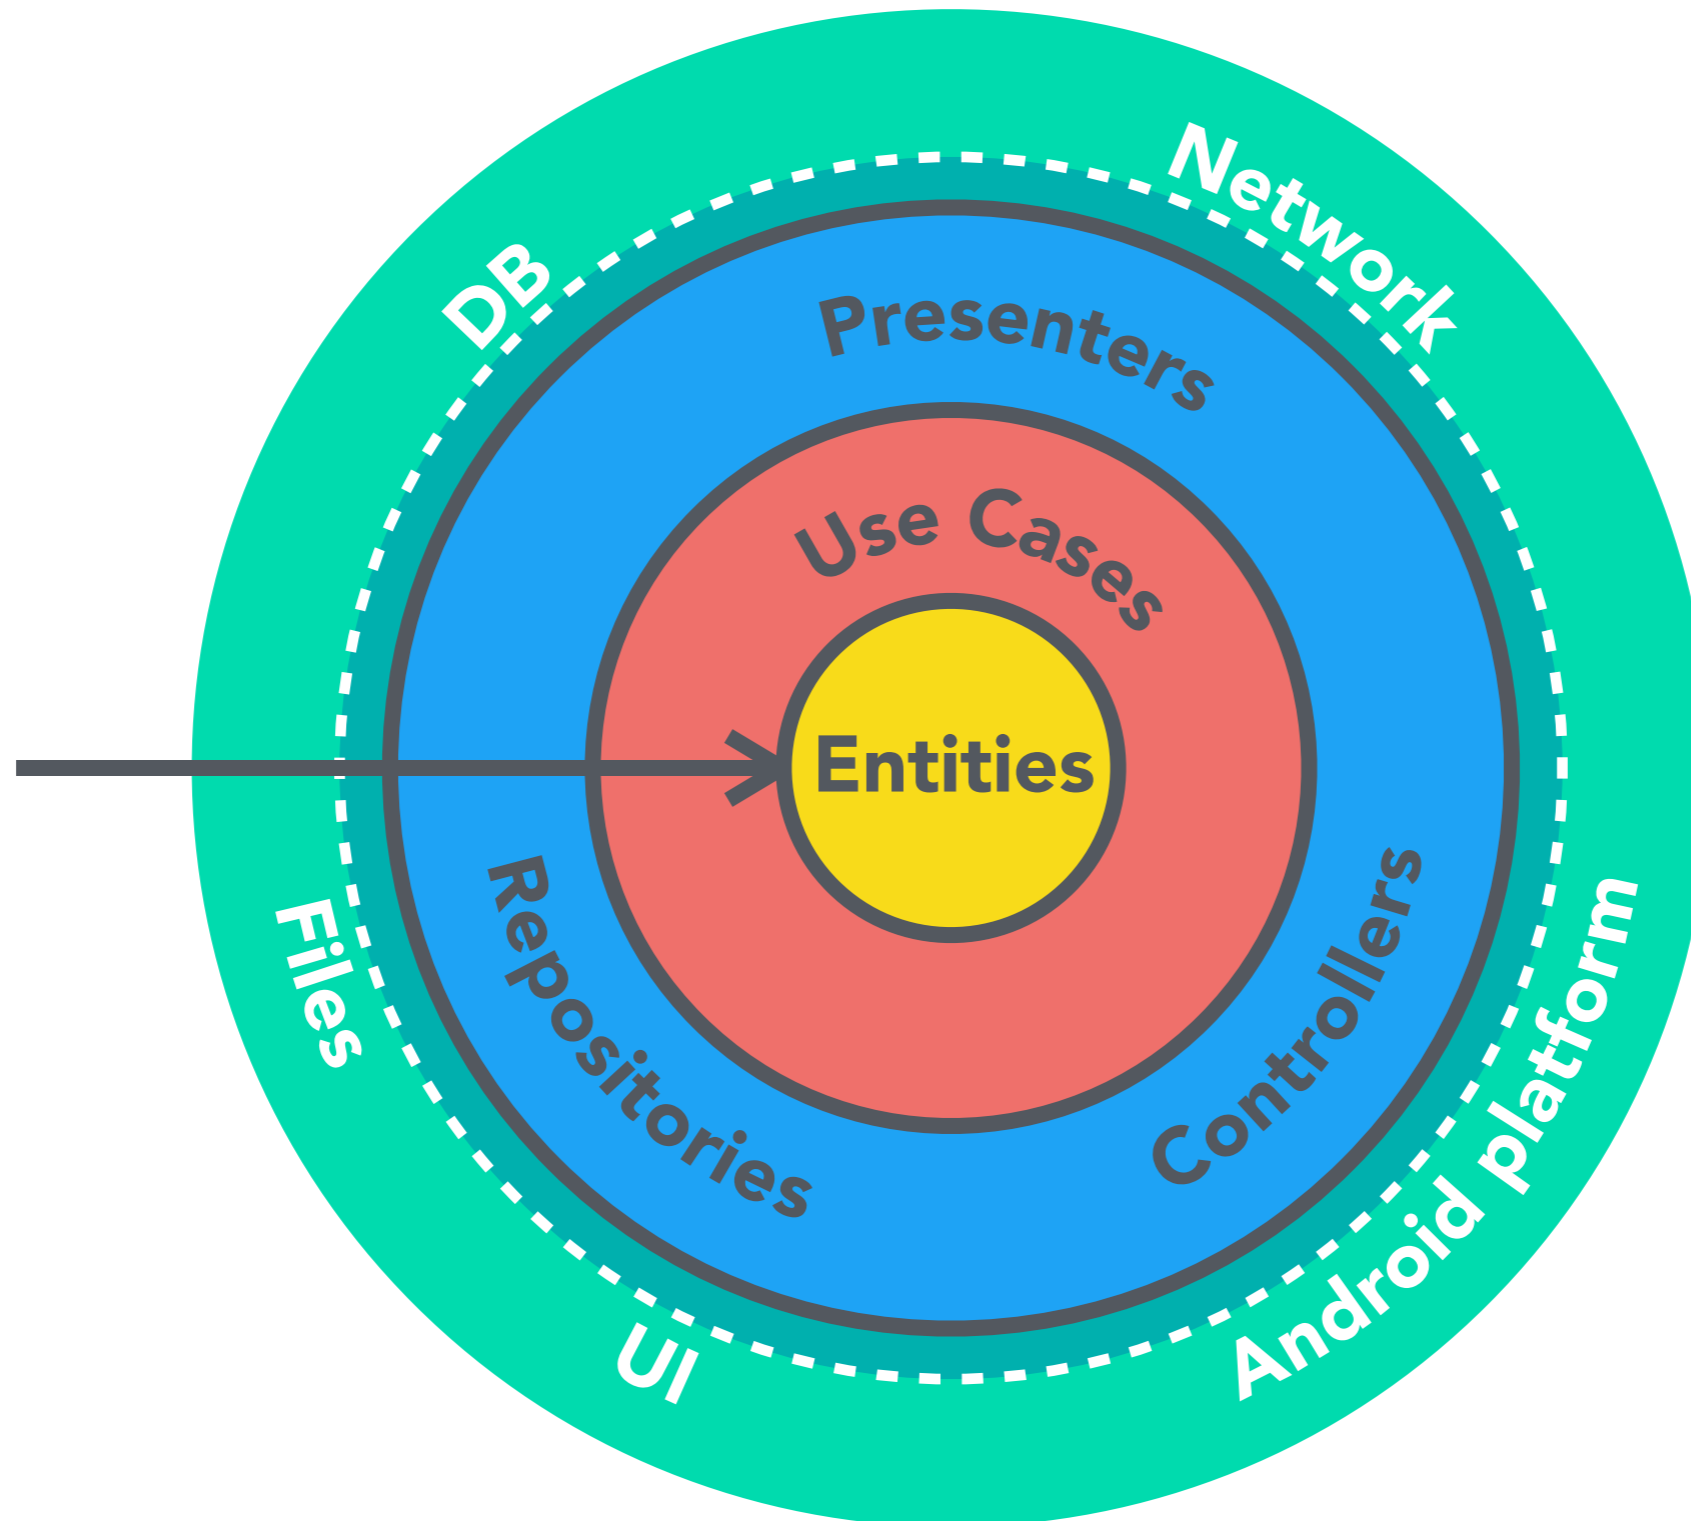 Network
DB
Presenters
Use Cases
Entities
Repositories
Controllers
Files
Android platform
UI